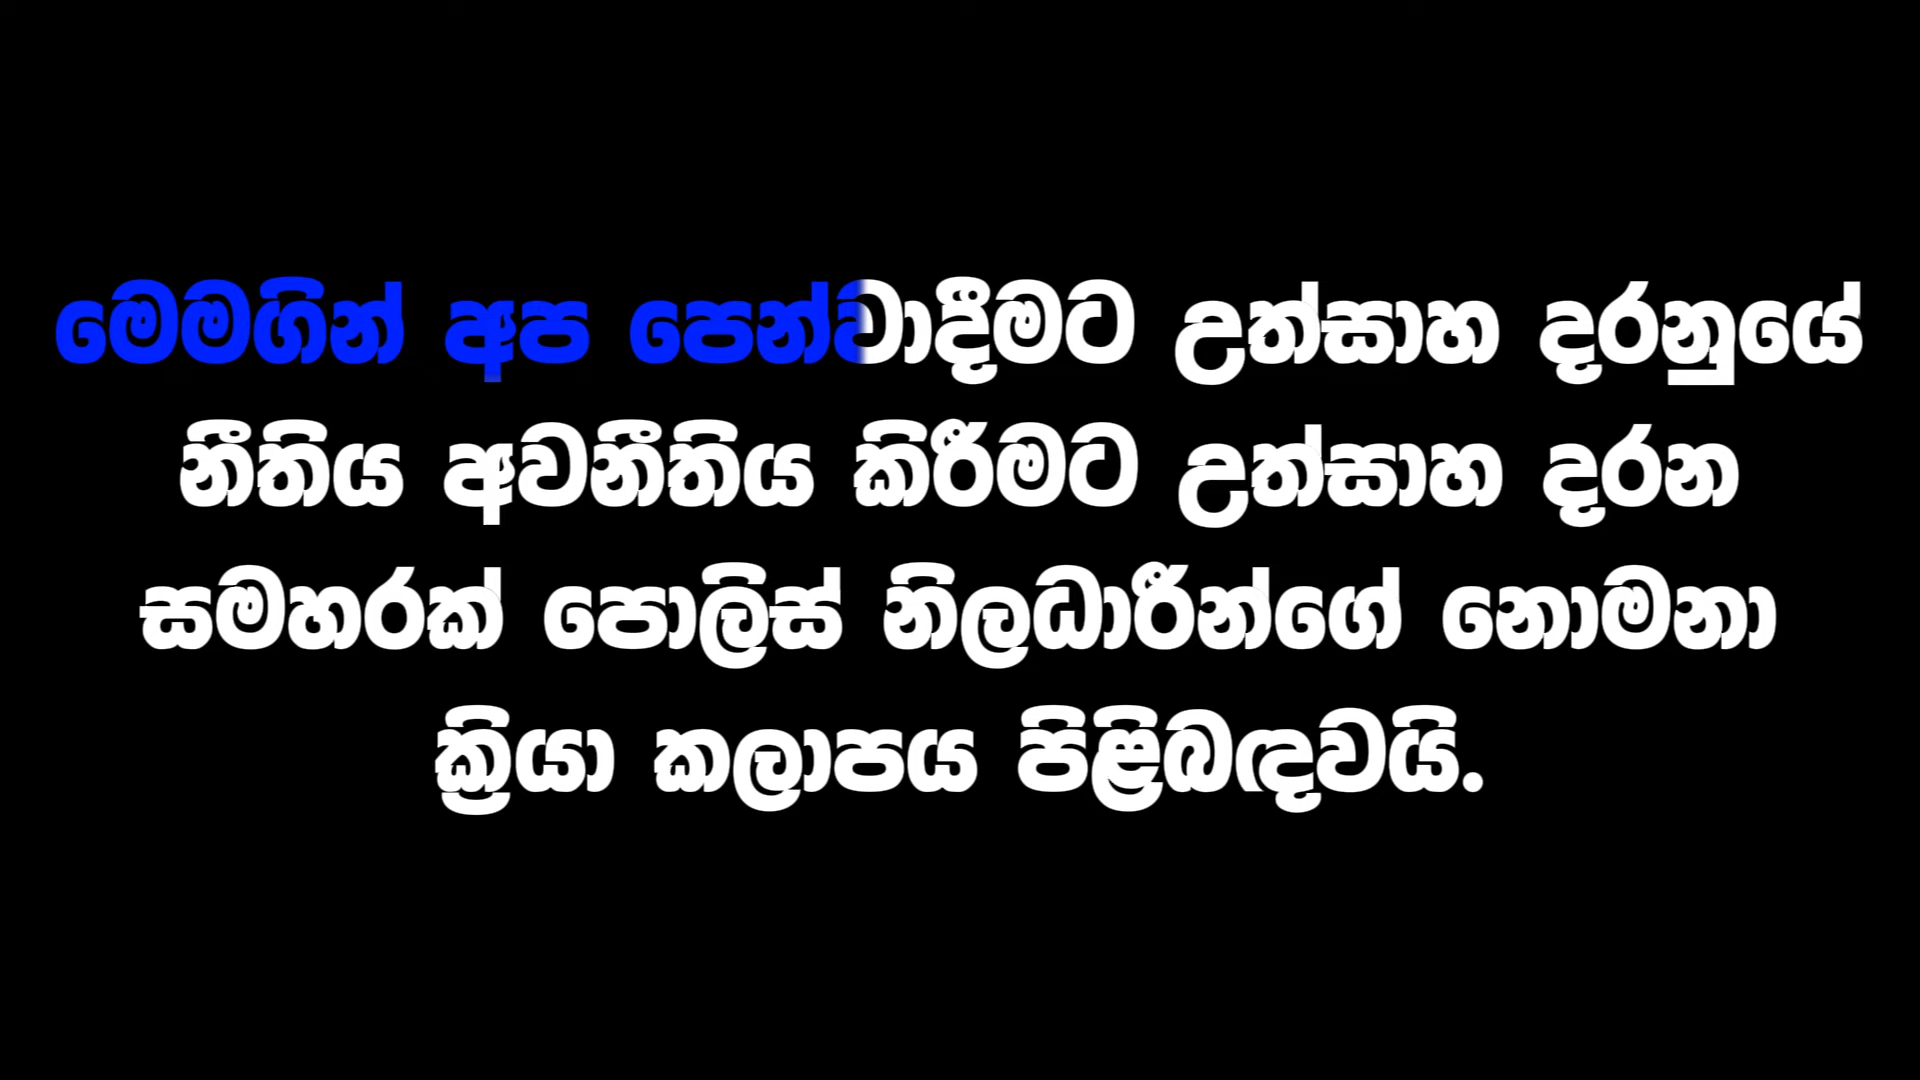 මෙමගින් අප පෙන්වාදීමට උත්සාහ දරනුයේ
නීතිය අවනීතිය කිරීමට උත්සාහ දරන
සමහරක් පොලිස් නිලධාරීන්ගේ නොමනා
ක්‍රියා කලාපය පිළිබඳවයි.